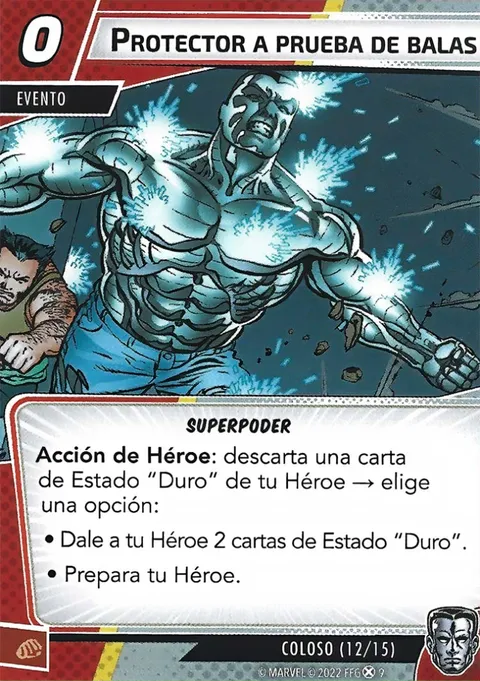 0
PROTECTOR A PRUEBA DE BALAS
EVENTO
SUPERPODER
Acción de Héroe: descarta una carta
de Estado “Duro” de tu Héroe → elige
una opción:
• Dale a tu Héroe 2 cartas de Estado “Duro”.
• Prepara tu Héroe.
COLOSO (12/15)
© MARVEL © 2022 FFG 9